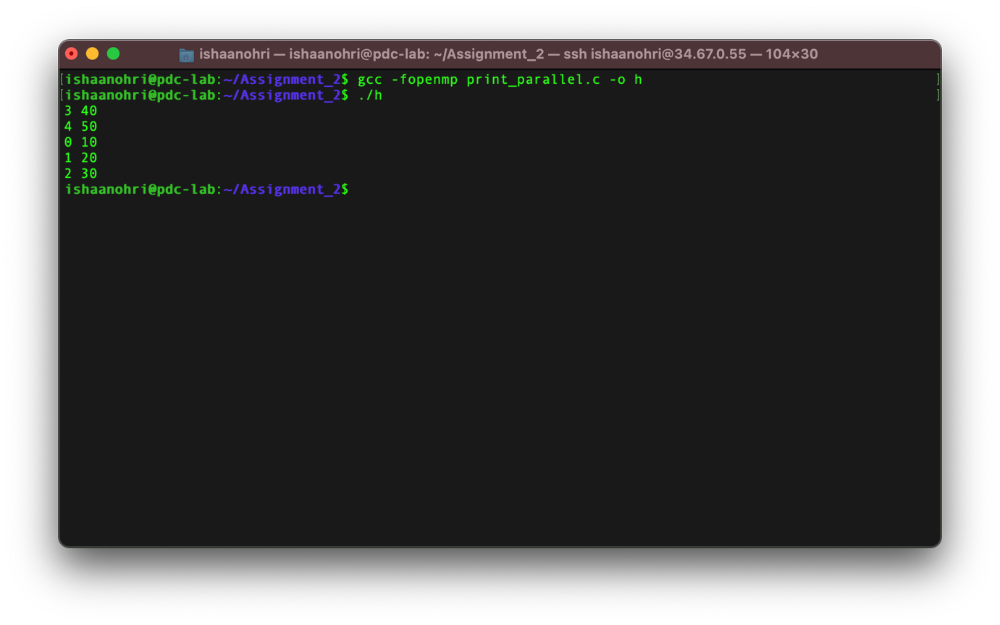 ishaanohri — ishaanohri@pdc-lab: ~/Assignment_2 — ssh ishaanohri@34.67.0.55 — 104×30
[ishaanohri@pdc-lab:~/Assignment_2$ gcc -fopenmp print_parallel.c -o h ]
[ishaanohri@pdc-lab:~/Assignment_2$ ./h ]
3 40
4 50
0 10
1 20
2 30
ishaanohri@pdc-lab:~/Assignment_2$